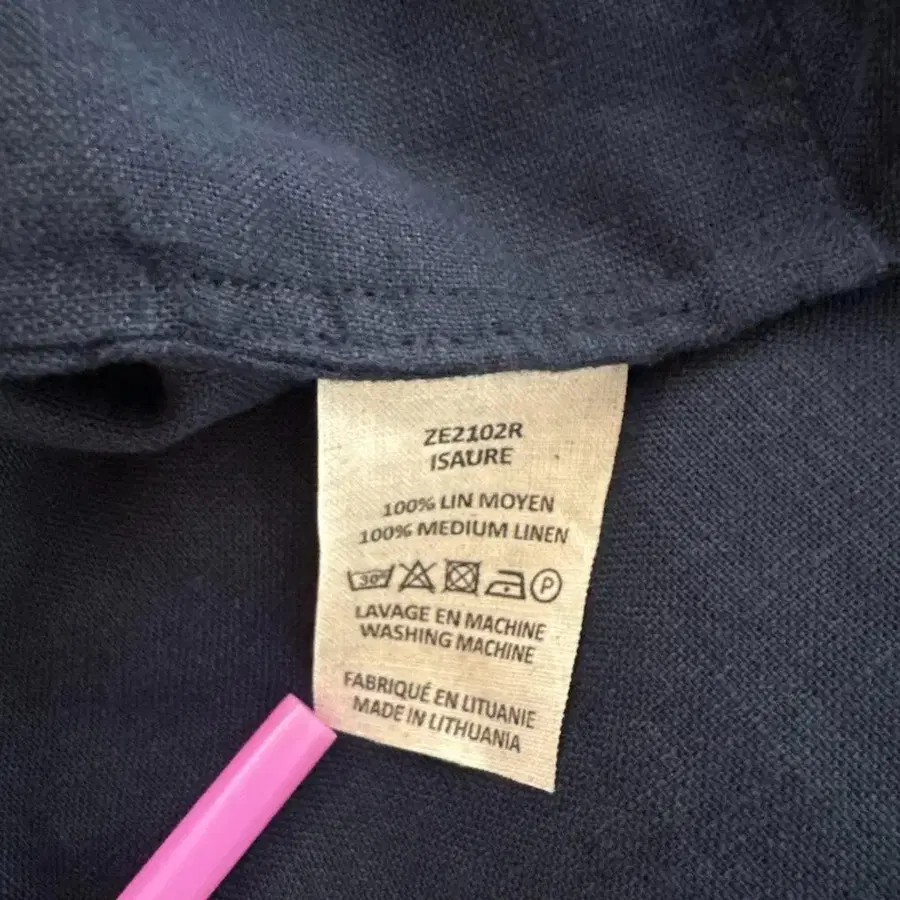 ZE2102R
ISAURE
100% LIN MOYEN
100% MEDIUM LINEN
30°
P
LAVAGE EN MACHINE
WASHING MACHINE
FABRIQUÉ EN LITUANIE
MADE IN LITHUANIA